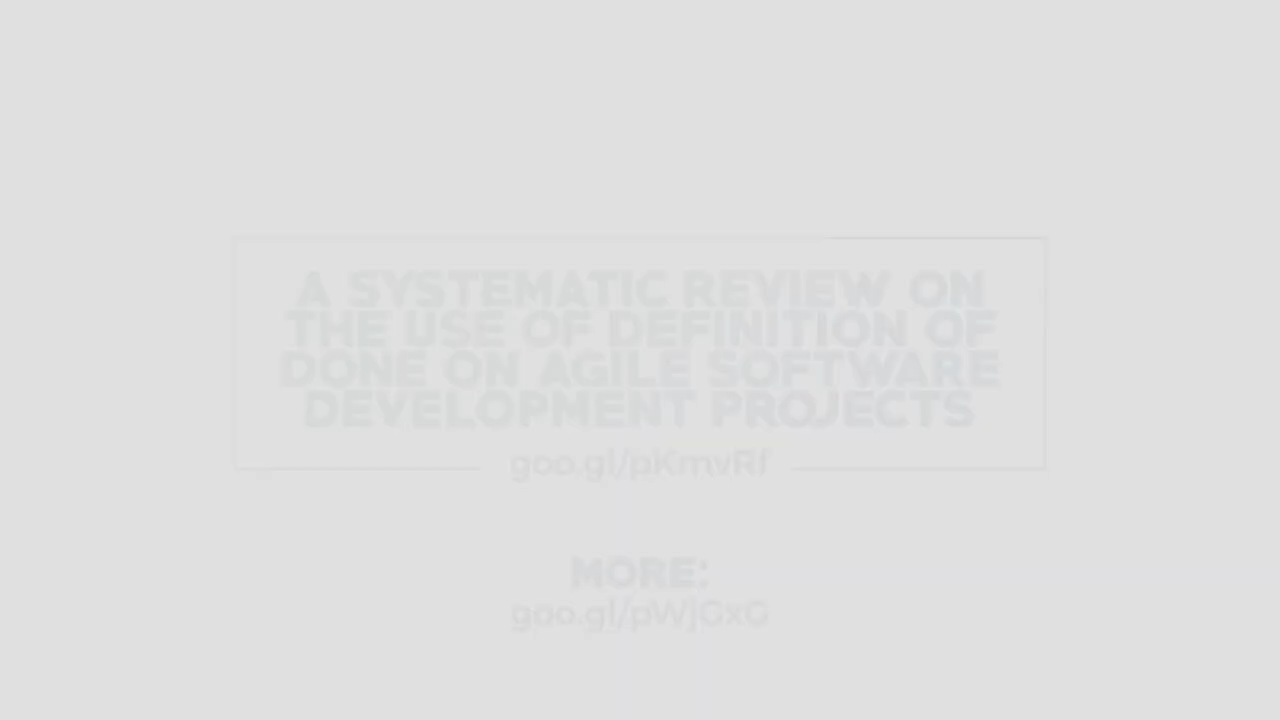 A SYSTEMATIC REVIEW ON
THE USE OF DEFINITION OF
DONE ON AGILE SOFTWARE
DEVELOPMENT PROJECTS
goo.gl/pKmvRf
MORE:
goo.gl/pWjGxG